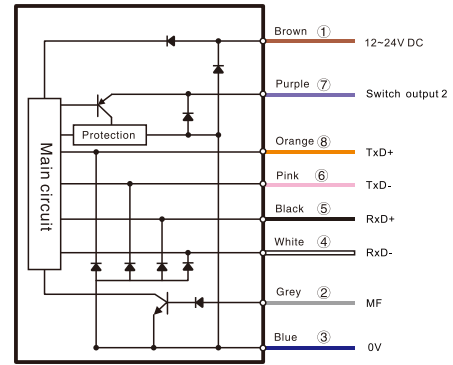 Brown ① 12~24V DC
Purple ⑦ Switch output 2
Protection
Orange ⑧ TxD+
Pink ⑥ TxD-
Black ⑤ RxD+
White ④ RxD-
Grey ② MF
Blue ③ 0V
Main circuit